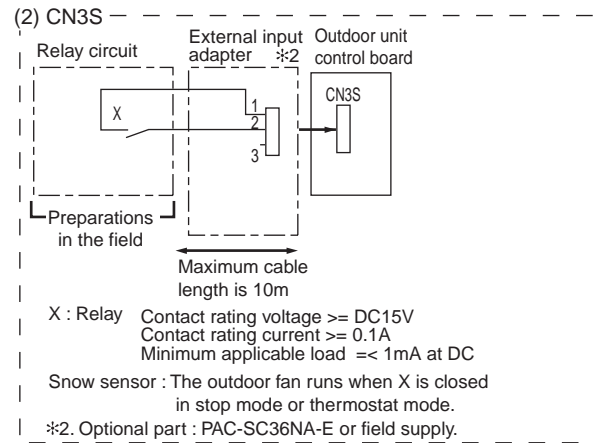 (2) CN3S
Relay circuit
External input
adapter ✻2
Outdoor unit
control board
CN3S
X
1
2
3
Preparations
in the field
Maximum cable
length is 10m
X : Relay Contact rating voltage >= DC15V
Contact rating current >= 0.1A
Minimum applicable load =< 1mA at DC
Snow sensor : The outdoor fan runs when X is closed
in stop mode or thermostat mode.
✻2. Optional part : PAC-SC36NA-E or field supply.